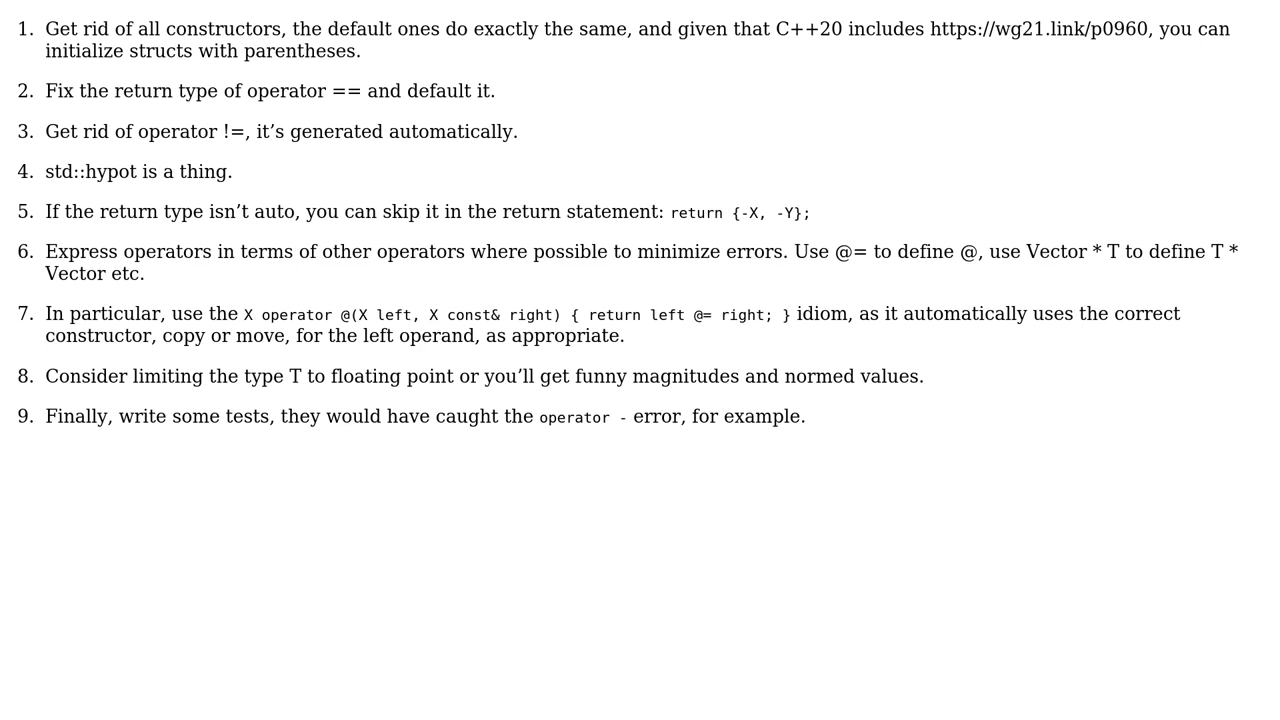 1. Get rid of all constructors, the default ones do exactly the same, and given that C++20 includes https://wg21.link/p0960, you can
initialize structs with parentheses.
2. Fix the return type of operator == and default it.
3. Get rid of operator !=, it’s generated automatically.
4. std::hypot is a thing.
5. If the return type isn’t auto, you can skip it in the return statement: return {-X, -Y};
6. Express operators in terms of other operators where possible to minimize errors. Use @= to define @, use Vector * T to define T *
Vector etc.
7. In particular, use the X operator @(X left, X const& right) { return left @= right; } idiom, as it automatically uses the correct
constructor, copy or move, for the left operand, as appropriate.
8. Consider limiting the type T to floating point or you’ll get funny magnitudes and normed values.
9. Finally, write some tests, they would have caught the operator - error, for example.